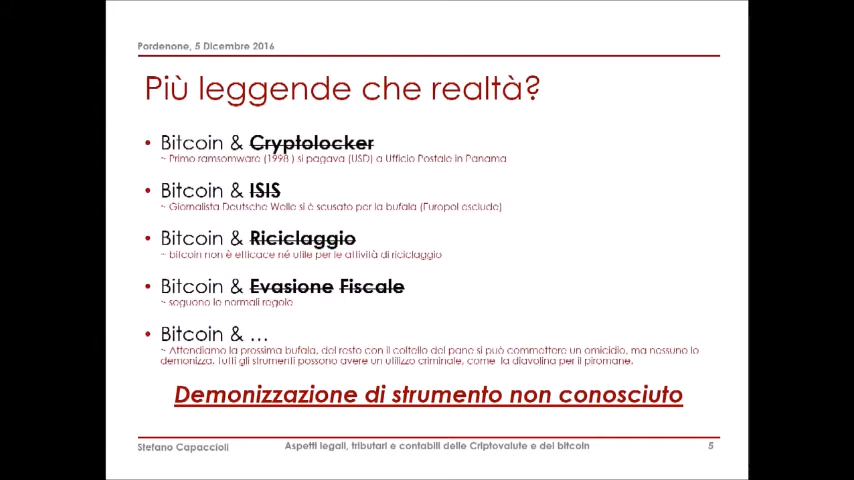 Pordenone, 5 Dicembre 2016
Più leggende che realtà?
• Bitcoin & Cryptolocker
~ Primo ramsomware (1998 ) si pagava (USD) a Ufficio Postale in Panama
• Bitcoin & ISIS
~ Giornalista Deutsche Welle si è scusato per la bufala (Europol esclude)
• Bitcoin & Riciclaggio
~ bitcoin non è efficace né utile per le attività di riciclaggio
• Bitcoin & Evasione Fiscale
~ seguono le normali regole
• Bitcoin & …
~ Attendiamo la prossima bufala, del resto con il coltello del pane si può commettere un omicidio, ma nessuno lo
demonizza. Tutti gli strumenti possono avere un utilizzo criminale, come la diavolina per il piromane.
Demonizzazione di strumento non conosciuto
Stefano Capaccioli
Aspetti legali, tributari e contabili delle Criptovalute e dei bitcoin
5